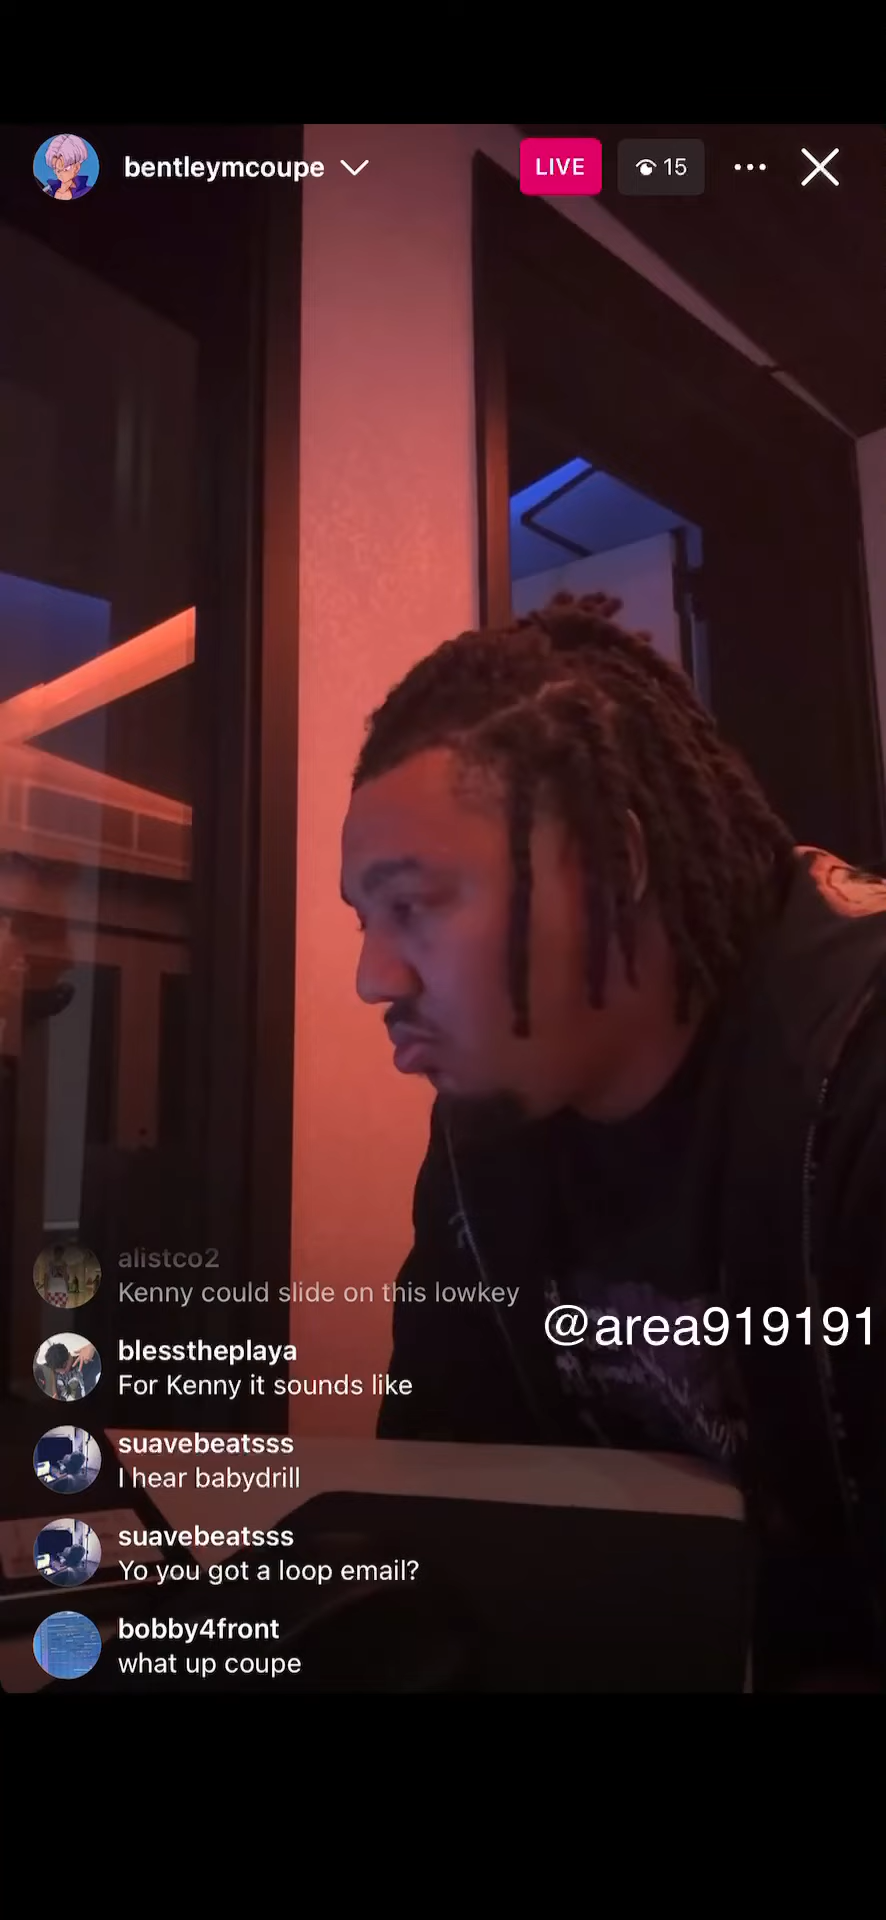 bentleymcoupe
LIVE
15
alistco2
Kenny could slide on this lowkey
@area919191
blesstheplaya
For Kenny it sounds like
suavebeatsss
I hear babydrill
suavebeatsss
Yo you got a loop email?
bobby4front
what up coupe